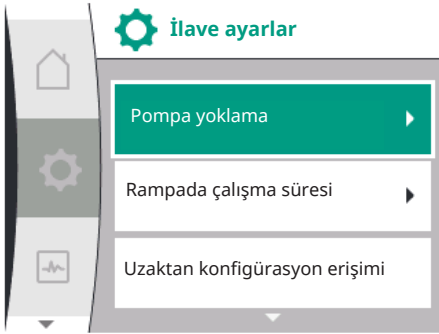 İlave ayarlar
Pompa yoklama
Rampada çalışma süresi
Uzaktan konfigürasyon erişimi